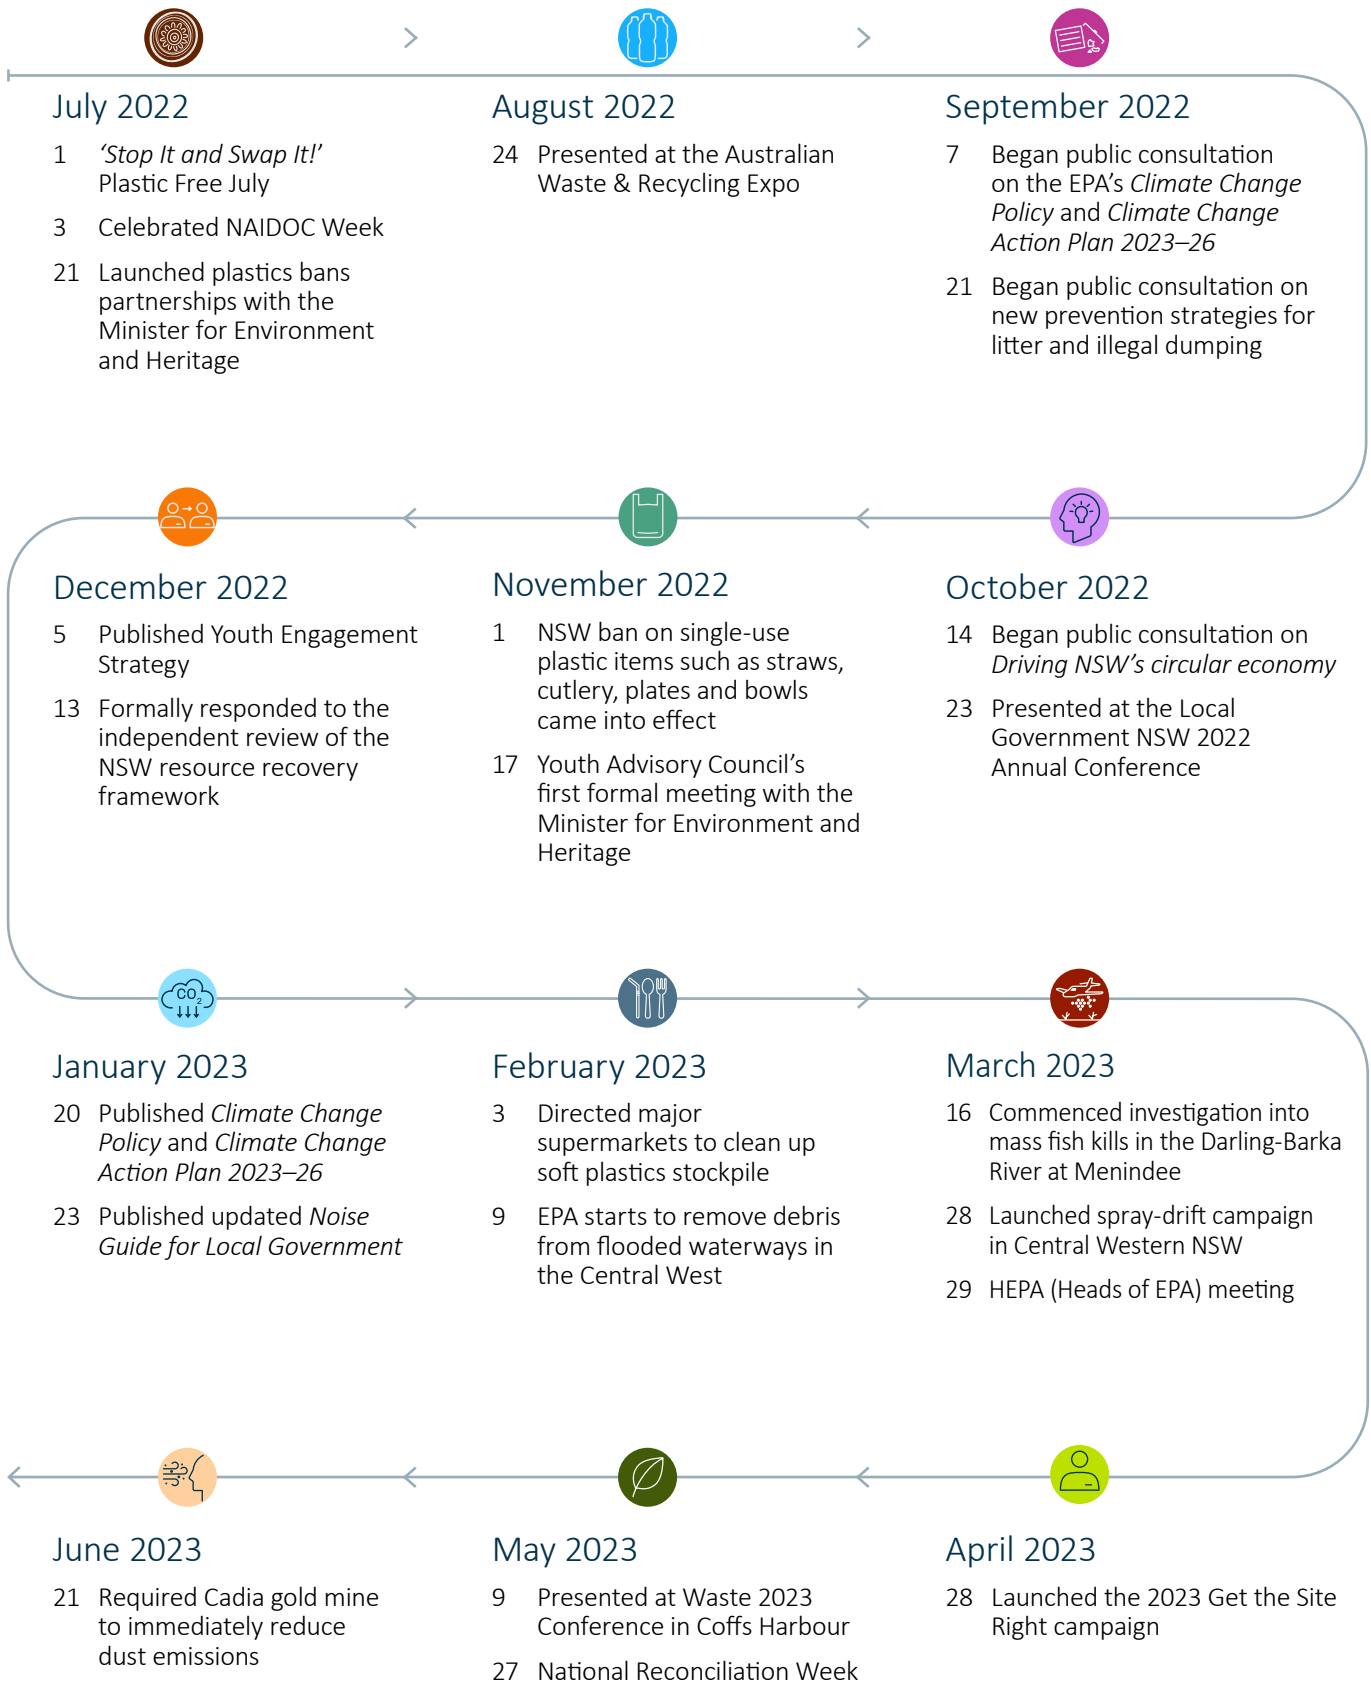 July 2022
1 ‘Stop It and Swap It!’
Plastic Free July
3 Celebrated NAIDOC Week
21 Launched plastics bans
partnerships with the
Minister for Environment
and Heritage
August 2022
24 Presented at the Australian
Waste & Recycling Expo
September 2022
7 Began public consultation
on the EPA’s Climate Change
Policy and Climate Change
Action Plan 2023–26
21 Began public consultation on
new prevention strategies for
litter and illegal dumping
October 2022
14 Began public consultation on
Driving NSW’s circular economy
23 Presented at the Local
Government NSW 2022
Annual Conference
November 2022
1 NSW ban on single-use
plastic items such as straws,
cutlery, plates and bowls
came into effect
17 Youth Advisory Council’s
first formal meeting with the
Minister for Environment and
Heritage
December 2022
5 Published Youth Engagement
Strategy
13 Formally responded to the
independent review of the
NSW resource recovery
framework
CO2
January 2023
20 Published Climate Change
Policy and Climate Change
Action Plan 2023–26
23 Published updated Noise
Guide for Local Government
February 2023
3 Directed major
supermarkets to clean up
soft plastics stockpile
9 EPA starts to remove debris
from flooded waterways in
the Central West
March 2023
16 Commenced investigation into
mass fish kills in the Darling-Barka
River at Menindee
28 Launched spray-drift campaign
in Central Western NSW
29 HEPA (Heads of EPA) meeting
April 2023
28 Launched the 2023 Get the Site
Right campaign
May 2023
9 Presented at Waste 2023
Conference in Coffs Harbour
27 National Reconciliation Week
June 2023
21 Required Cadia gold mine
to immediately reduce
dust emissions